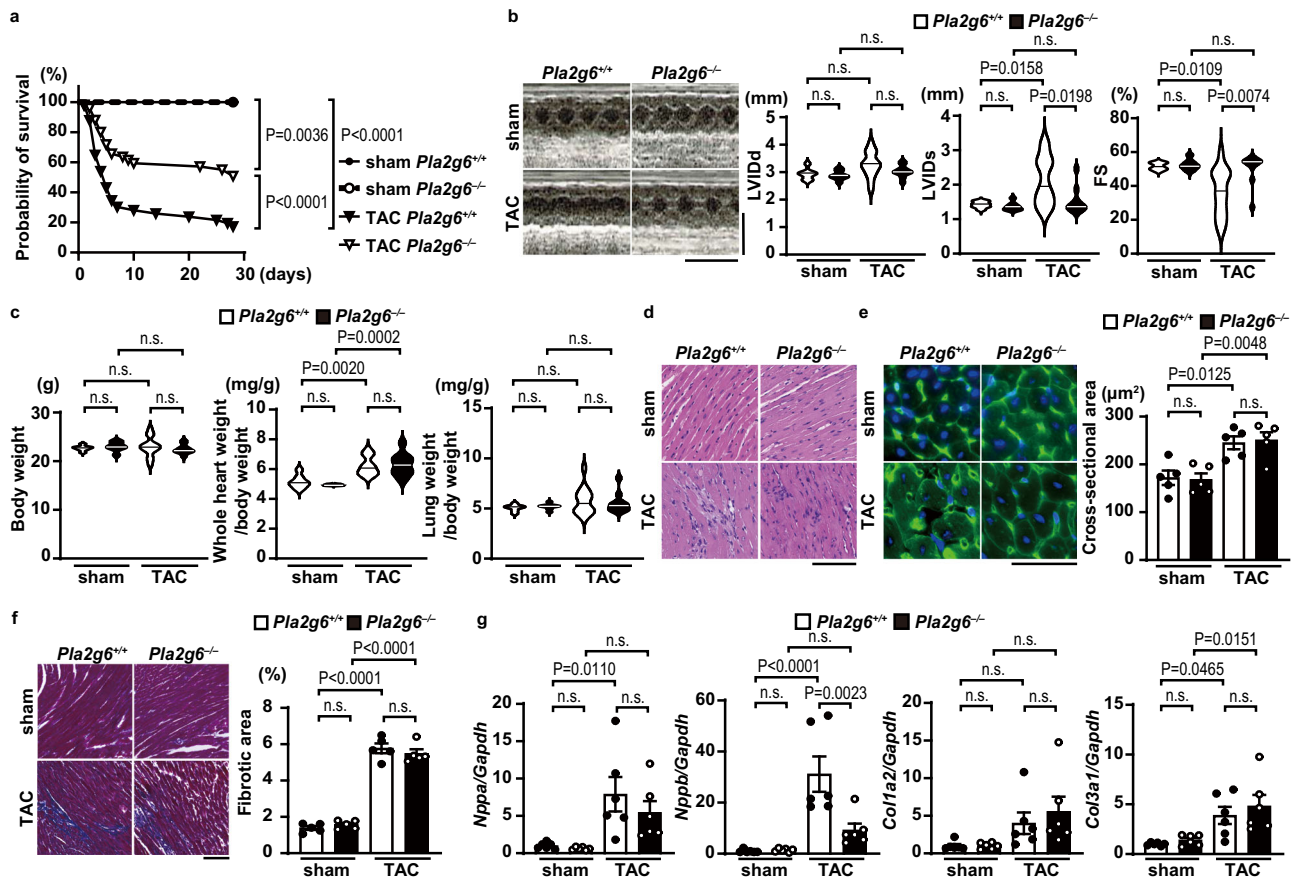 a
(%)
Probability of survival
100
80
60
40
20
0
0
10
20
30
(days)
P=0.0036
P<0.0001
P<0.0001
sham Pla2g6+/+
sham Pla2g6–/–
TAC Pla2g6+/+
TAC Pla2g6–/–
b
Pla2g6+/+ Pla2g6–/–
Pla2g6+/+ Pla2g6–/–
sham
TAC
n.s.
n.s.
n.s. n.s.
(mm)
LVIDd
5
4
3
2
1
0
sham TAC
n.s.
P=0.0158
n.s. P=0.0198
(mm)
LVIDs
4
3
2
1
0
sham TAC
n.s.
P=0.0109
n.s. P=0.0074
(%)
FS
80
60
40
20
0
sham TAC
c
Pla2g6+/+ Pla2g6–/–
n.s.
n.s.
n.s. n.s.
(g)
Body weight
30
20
10
0
sham TAC
P=0.0002
P=0.0020
n.s. n.s.
(mg/g)
Whole heart weight
/body weight
10
8
6
4
2
0
sham TAC
n.s.
n.s.
n.s. n.s.
(mg/g)
Lung weight
/body weight
15
10
5
0
sham TAC
d
Pla2g6+/+ Pla2g6–/–
sham
TAC
e
Pla2g6+/+ Pla2g6–/–
sham
TAC
Pla2g6+/+ Pla2g6–/–
P=0.0048
P=0.0125
n.s. n.s.
(µm²)
Cross-sectional area
300
200
100
0
sham TAC
f
Pla2g6+/+ Pla2g6–/–
sham
TAC
Pla2g6+/+ Pla2g6–/–
P<0.0001
P<0.0001
n.s. n.s.
(%)
Fibrotic area
8
6
4
2
0
sham TAC
g
Pla2g6+/+ Pla2g6–/–
n.s.
P=0.0110
n.s. n.s.
Nppa/Gapdh
20
15
10
5
0
sham TAC
n.s.
P<0.0001
n.s. P=0.0023
Nppb/Gapdh
60
40
20
0
sham TAC
n.s.
n.s.
n.s. n.s.
Col1a2/Gapdh
20
15
10
5
0
sham TAC
P=0.0151
P=0.0465
n.s. n.s.
Col3a1/Gapdh
15
10
5
0
sham TAC